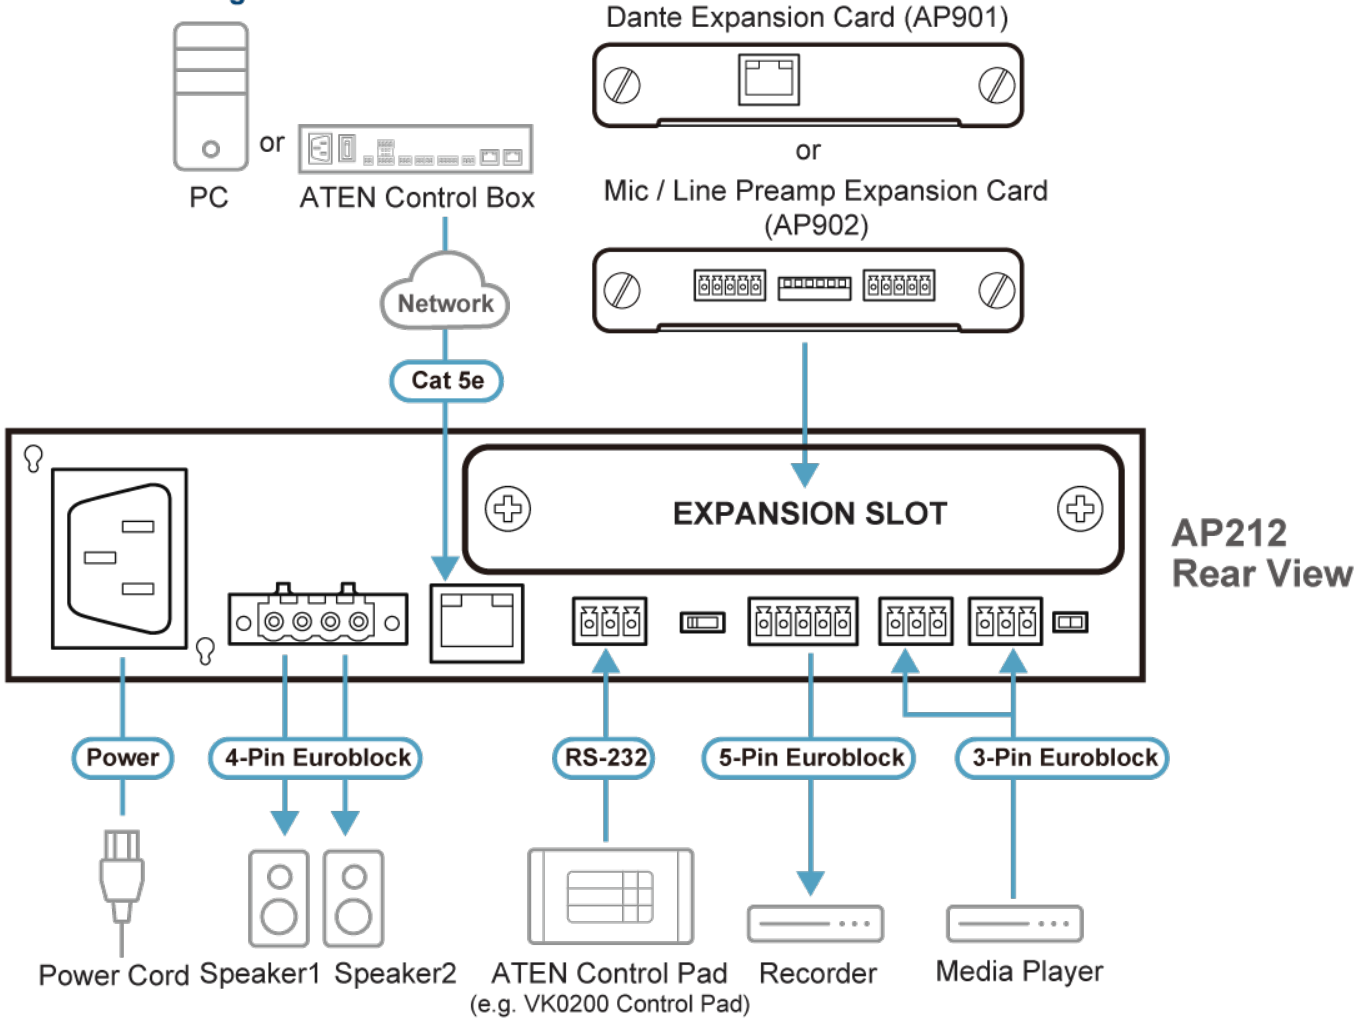 Dante Expansion Card (AP901)
or
or
PC
ATEN Control Box
Mic / Line Preamp Expansion Card
(AP902)
Network
Cat 5e
EXPANSION SLOT
AP212
Rear View
Power
4-Pin Euroblock
RS-232
5-Pin Euroblock
3-Pin Euroblock
Power Cord
Speaker1
Speaker2
ATEN Control Pad
(e.g. VK0200 Control Pad)
Recorder
Media Player